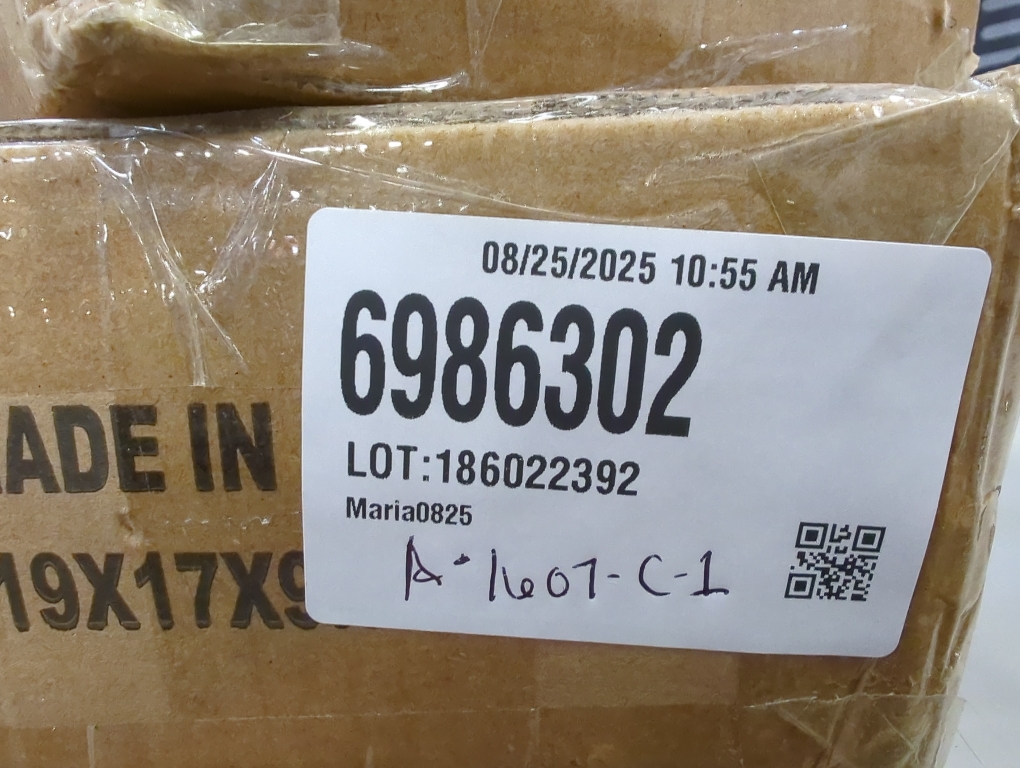 08/25/2025 10:55 AM
6986302
LOT:186022392
Maria0825
A-1607-C-1
ADE IN
19X17X9